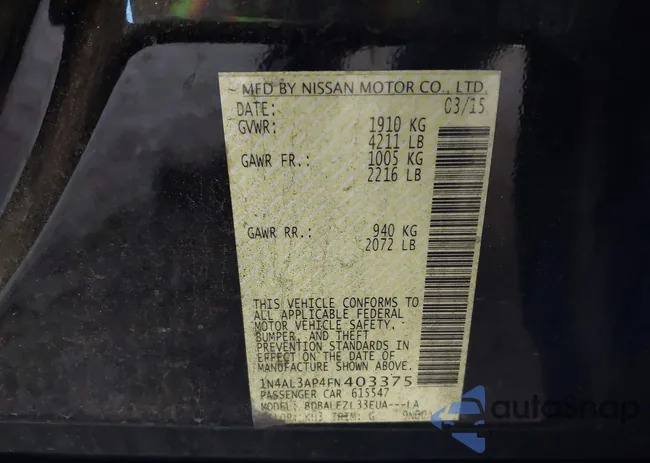 MFD BY NISSAN MOTOR CO., LTD.
DATE: 03/15
GVWR: 1910 KG
4211 LB
GAWR FR.: 1005 KG
2216 LB
GAWR RR.: 940 KG
2072 LB
THIS VEHICLE CONFORMS TO
ALL APPLICABLE FEDERAL
MOTOR VEHICLE SAFETY,
BUMPER, AND THEFT
PREVENTION STANDARDS IN
EFFECT ON THE DATE OF
MANUFACTURE SHOWN ABOVE.
1N4AL3AP4FN403375
PASSENGER CAR 615547
MODEL:
TRIM: G
autosnap